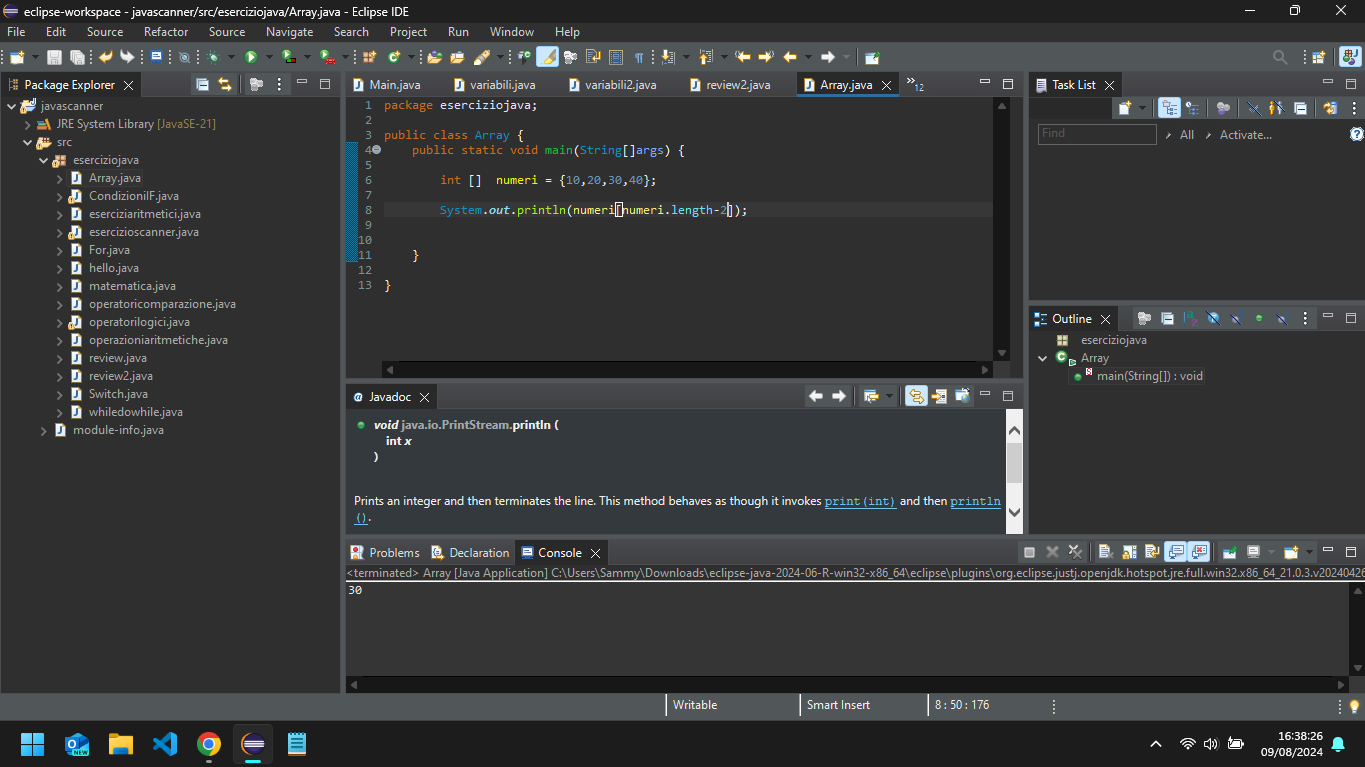 eclipse-workspace - javascanner/src/eserciziojava/Array.java - Eclipse IDE
File Edit Source Refactor Source Navigate Search Project Run Window Help
Package Explorer
javascanner
JRE System Library [JavaSE-21]
src
eserciziojava
Array.java
CondizioniIF.java
eserciziaritmetici.java
esercizioscanner.java
For.java
hello.java
matematica.java
operatoricomparazione.java
operatorilogici.java
operazioniaritmetiche.java
review.java
review2.java
Switch.java
whiledowhile.java
module-info.java
Main.java variabili.java variabili2.java review2.java Array.java »12
1 package eserciziojava;
2
3 public class Array {
4 public static void main(String[]args) {
5
6 int [] numeri = {10,20,30,40};
7
8 System.out.println(numeri[numeri.length-2]);
9
10
11 }
12
13 }
Javadoc
void java.io.PrintStream.println (
int x
)
Prints an integer and then terminates the line. This method behaves as though it invokes print(int) and then println
().
Problems Declaration Console
<terminated> Array [Java Application] C:\Users\Sammy\Downloads\eclipse-java-2024-06-R-win32-x86_64\eclipse\plugins\org.eclipse.justj.openjdk.hotspot.jre.full.win32.x86_64_21.0.3.v20240426
30
Task List
Find All Activate...
Outline
eserciziojava
Array
main(String[]) : void
Writable Smart Insert 8 : 50 : 176
NEW
16:38:26
09/08/2024